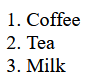 1. Coffee
2. Tea
3. Milk